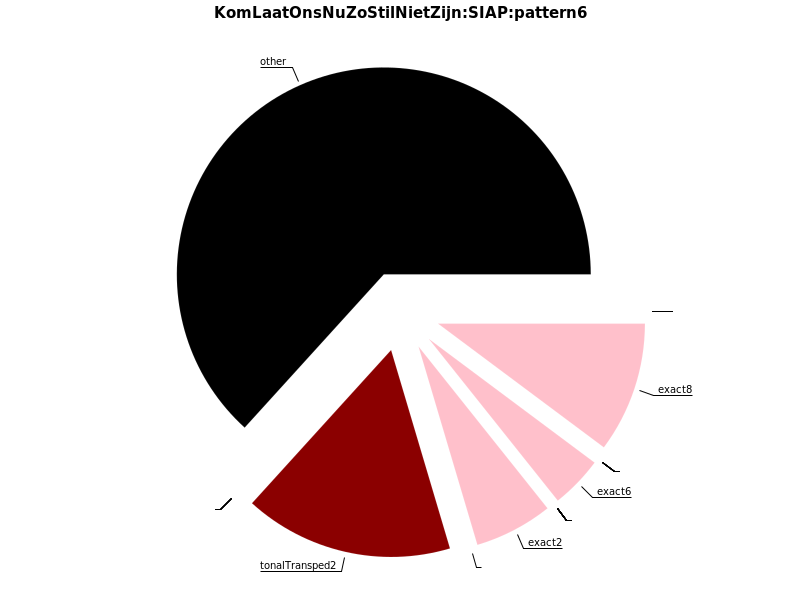 KomLaatOnsNuZoStilNietZijn:SIAP:pattern6
other
exact8
exact6
exact2
tonalTransped2